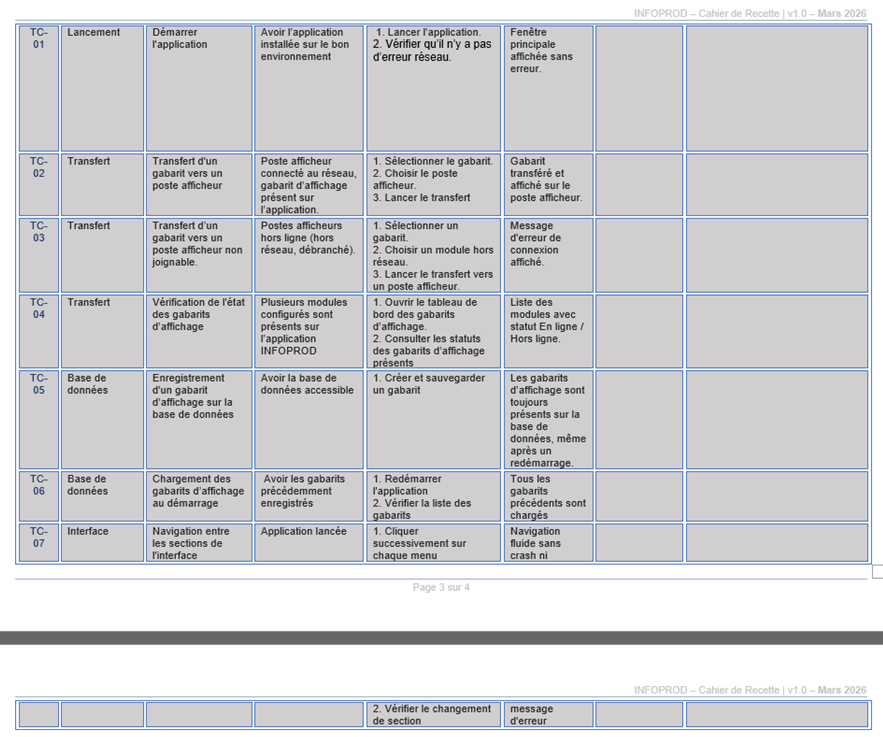 INFOPROD – Cahier de Recette | v1.0 – Mars 2026
TC-
01
Lancement
Démarrer
l'application
Avoir l'application
installée sur le bon
environnement
1. Lancer l'application.
2. Vérifier qu'il n'y a pas
d'erreur réseau.
Fenêtre
principale
affichée sans
erreur.
TC-
02
Transfert
Transfert d'un
gabarit vers un
poste afficheur
Poste afficheur
connecté au réseau,
gabarit d'affichage
présent sur
l'application.
1. Sélectionner le gabarit.
2. Choisir le poste
afficheur.
3. Lancer le transfert
Gabarit
transféré et
affiché sur le
poste afficheur.
TC-
03
Transfert
Transfert d'un
gabarit vers un
poste afficheur non
joignable.
Postes afficheurs
hors ligne (hors
réseau, débranché).
1. Sélectionner un
gabarit.
2. Choisir un module hors
réseau.
3. Lancer le transfert vers
un poste afficheur.
Message
d'erreur de
connexion
affiché.
TC-
04
Transfert
Vérification de l'état
des gabarits
d'affichage
Plusieurs modules
configurés sont
présents sur
l'application
INFOPROD
1. Ouvrir le tableau de
bord des gabarits
d'affichage.
2. Consulter les statuts
des gabarits d'affichage
présents
Liste des
modules avec
statut En ligne /
Hors ligne.
TC-
05
Base de
données
Enregistrement
d'un gabarit
d'affichage sur la
base de données
Avoir la base de
données accessible
1. Créer et sauvegarder
un gabarit
Les gabarits
d'affichage sont
toujours
présents sur la
base de
données, même
après un
redémarrage.
TC-
06
Base de
données
Chargement des
gabarits d'affichage
au démarrage
Avoir les gabarits
précédemment
enregistrés
1. Redémarrer
l'application
2. Vérifier la liste des
gabarits
Tous les
gabarits
précédents sont
chargés
TC-
07
Interface
Navigation entre
les sections de
l'interface
Application lancée
1. Cliquer
successivement sur
chaque menu
Navigation
fluide sans
crash ni
Page 3 sur 4
INFOPROD – Cahier de Recette | v1.0 – Mars 2026
2. Vérifier le changement
de section
message
d'erreur